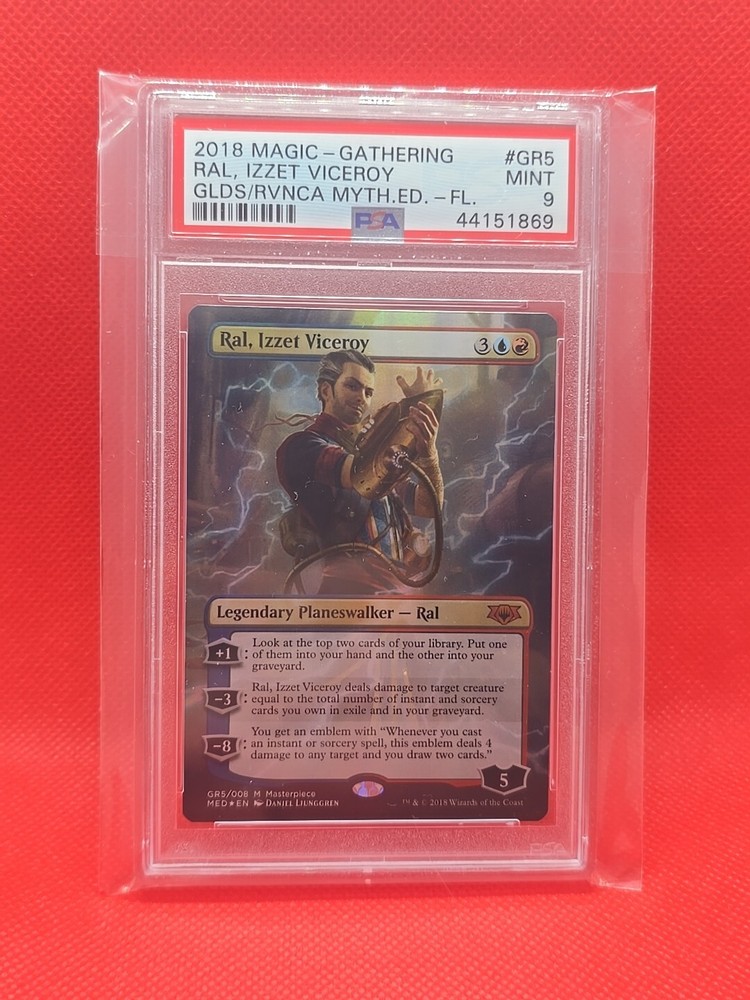 2018 MAGIC - GATHERING #GR5
RAL, IZZET VICEROY MINT
GLDS/RVNCA MYTH.ED. -FL. 9
PSA 44151869
Ral, Izzet Viceroy 3
Legendary Planeswalker — Ral
+1: Look at the top two cards of your library. Put one
of them into your hand and the other into your
graveyard.
-3: Ral, Izzet Viceroy deals damage to target creature
equal to the total number of instant and sorcery
cards you own in exile and in your graveyard.
-8: You get an emblem with “Whenever you cast
an instant or sorcery spell, this emblem deals 4
damage to any target and you draw two cards.”
5
GR5/008 M Masterpiece
MED★EN Daniel Ljunggren ™ & © 2018 Wizards of the Coast